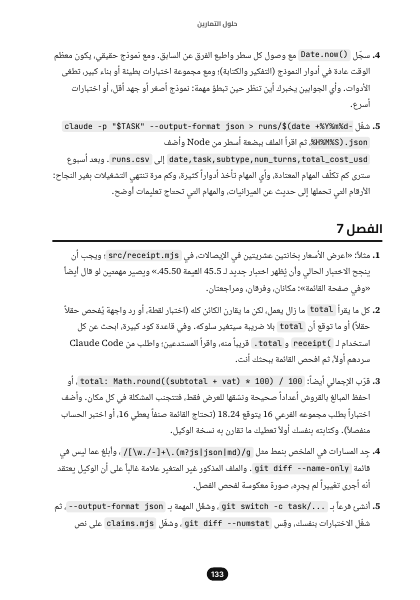 حلول التمارين
4. سجّل Date.now() مع وصول كل سطر واطبع الفرق عن السابق. ومع نموذج حقيقي، يكون معظم
الوقت عادة في أدوار النموذج (التفكير والكتابة)؛ ومع مجموعة اختبارات بطيئة أو بناء كبير، تطغى
الأدوات. وأي الجوابين يخبرك أين تنظر حين تبطؤ مهمة: نموذج أصغر أو جهد أقل، أو اختبارات
أسرع.
5. شغّل claude -p "$TASK" --output-format json > runs/$(date +%Y%m%d-
%H%M%S).json، ثم اقرأ الملف ببضعة أسطر من Node وأضف
date,task,subtype,num_turns,total_cost_usd إلى runs.csv. وبعد أسبوع
سترى كم تكلّف المهام المعتادة، وأي المهام تأخذ أدواراً كثيرة، وكم مرة تنتهي التشغيلات بغير النجاح:
الأرقام التي تحملها إلى حديث عن الميزانيات، والمهام التي تحتاج تعليمات أوضح.
الفصل 7
1. مثلاً: «اعرض الأسعار بخانتين عشريتين في الإيصالات، في src/receipt.mjs؛ ويجب أن
ينجح الاختبار الحالي وأن يُظهر اختبار جديد لـ 45.5 القيمة 45.50.» ويصير مهمتين لو قال أيضاً
«وفي صفحة القائمة»: مكانان، وفرقان، ومراجعتان.
2. كل ما يقرأ total ما زال يعمل، لكن ما يقارن الكائن كله (اختبار لقطة، أو رد واجهة يُفحص حقلاً
حقلاً) أو ما توقع أن total بلا ضريبة سيتغير سلوكه. وفي قاعدة كود كبيرة، ابحث عن كل
استخدام لـ receipt( و .total قريباً منه، واقرأ المستدعين؛ واطلب من Claude Code
سردهم أولاً، ثم افحص القائمة ببحثك أنت.
3. قرّب الإجمالي أيضاً: total: Math.round((subtotal + vat) * 100) / 100، أو
احفظ المبالغ بالقروش أعداداً صحيحة ونسّقها للعرض فقط، فتتجنب المشكلة في كل مكان. وأضف
اختباراً يطلب مجموعه الفرعي 16 يتوقع 18.24 (تحتاج القائمة صنفاً يعطي 16، أو اختبر الحساب
منفصلاً). وكتابته بنفسك أولاً تعطيك ما تقارن به نسخة الوكيل.
4. جِد المسارات في الملخص بنمط مثل /[\w./-]+\.(m?js|json|md)/g، وأبلغ عما ليس في
قائمة git diff --name-only. والملف المذكور غير المتغير علامة غالباً على أن الوكيل يعتقد
أنه أجرى تغييراً لم يجره، صورة معكوسة لفحص الفصل.
5. أنشئ فرعاً بـ git switch -c task/...، وشغّل المهمة بـ --output-format json، ثم
شغّل الاختبارات بنفسك، وقِس git diff --numstat، وشغّل claims.mjs على نص
133